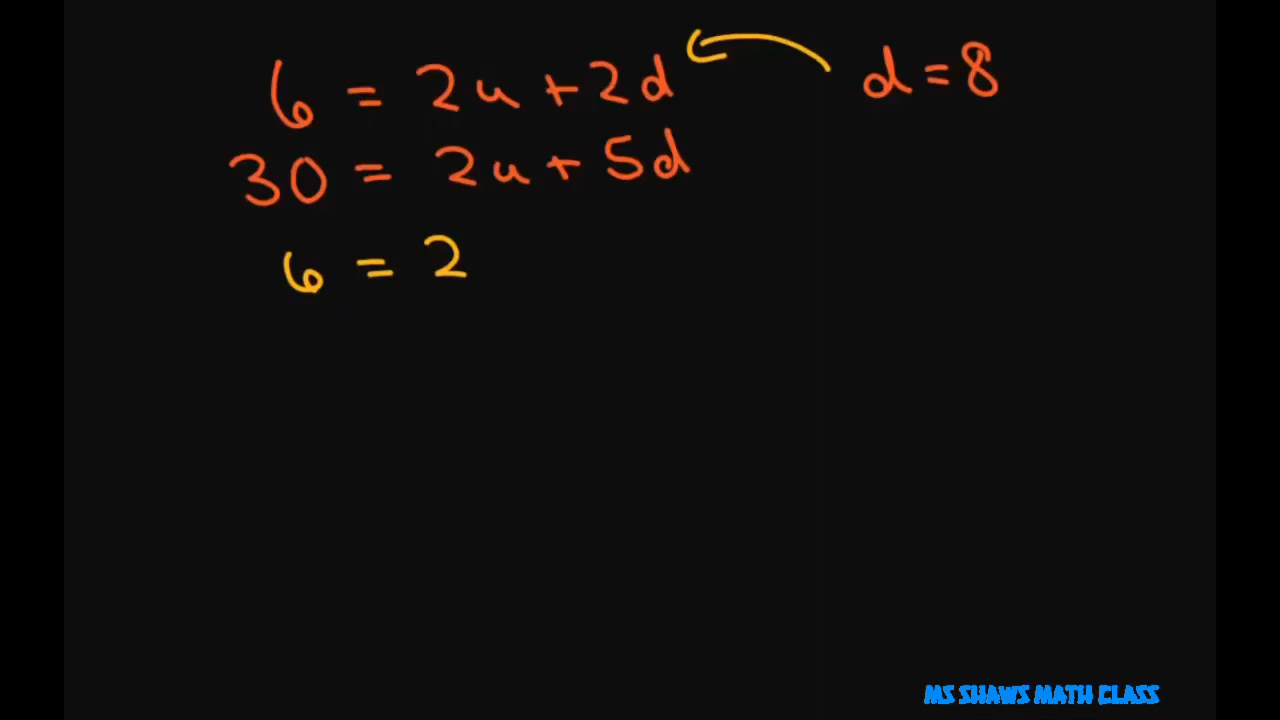 6 = 2u + 2d d = 8
30 = 2u + 5d
6 = 2
MS SHAWS MATH CLASS